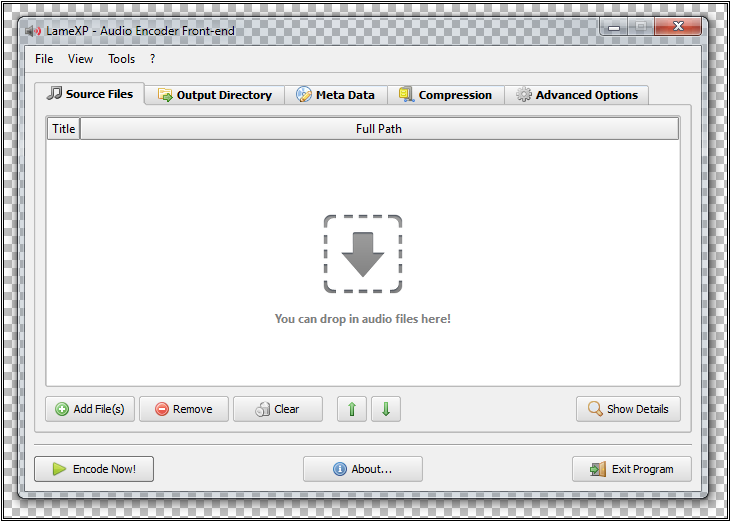 LameXP - Audio Encoder Front-end
File View Tools ?
Source Files Output Directory Meta Data Compression Advanced Options
Title Full Path
You can drop in audio files here!
Add File(s) Remove Clear Show Details
Encode Now! About... Exit Program